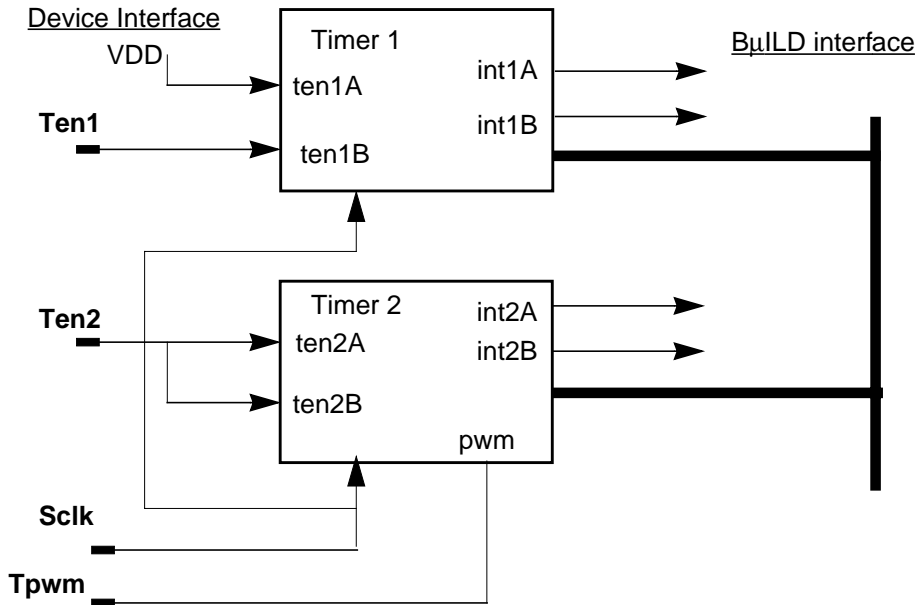 Device Interface
VDD
Ten1
Timer 1
ten1A
ten1B
int1A
int1B
BµILD interface
Ten2
Timer 2
ten2A
ten2B
int2A
int2B
pwm
Sclk
Tpwm